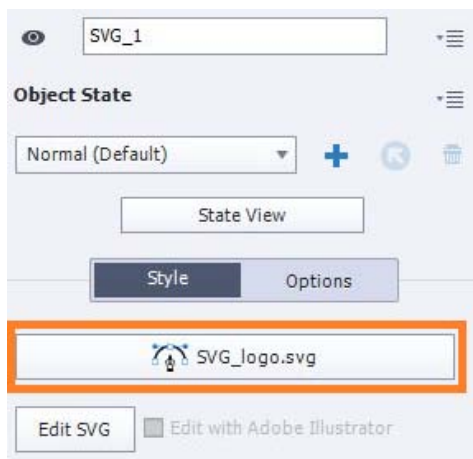 SVG_1
Object State
Normal (Default)
State View
Style Options
SVG_logo.svg
Edit SVG Edit with Adobe Illustrator